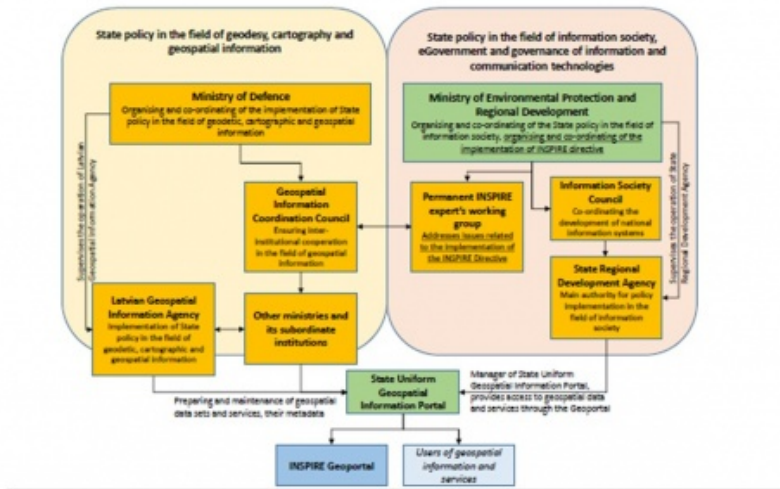 State policy in the field of geodesy, cartography and
geospatial information
State policy in the field of information society,
eGovernment and governance of information and
communication technologies
Ministry of Defence
Organising and co-ordinating of the implementation of State
policy in the field of geodetic, cartographic and geospatial
information
Ministry of Environmental Protection and
Regional Development
Organising and co-ordinating of the State policy in the field of
information society, organising and co-ordinating of the
implementation of INSPIRE directive
Supervises the operation of Latvian
Geospatial Information Agency
Geospatial
Information
Coordination Council
Ensuring inter-
institutional cooperation
in the field of geospatial
information
Permanent INSPIRE
expert's working
group
Addresses issues related
to the implementation of
the INSPIRE Directive
Information Society
Council
Co-ordinating the
development of national
information systems
Supervises the operation of State
Regional Development Agency
State Regional
Development Agency
Main authority for policy
implementation in the
field of information
society
Latvian Geospatial
Information Agency
Implementation of State
policy in the field of
geodetic, cartographic and
geospatial information
Other ministries and
its subordinate
institutions
State Uniform
Geospatial
Information Portal
Preparing and maintenance of geospatial
data sets and services, their metadata
Manager of State Uniform
Geospatial Information Portal,
provides access to geospatial data
and services through the Geoportal
INSPIRE Geoportal
Users of geospatial
information and
services